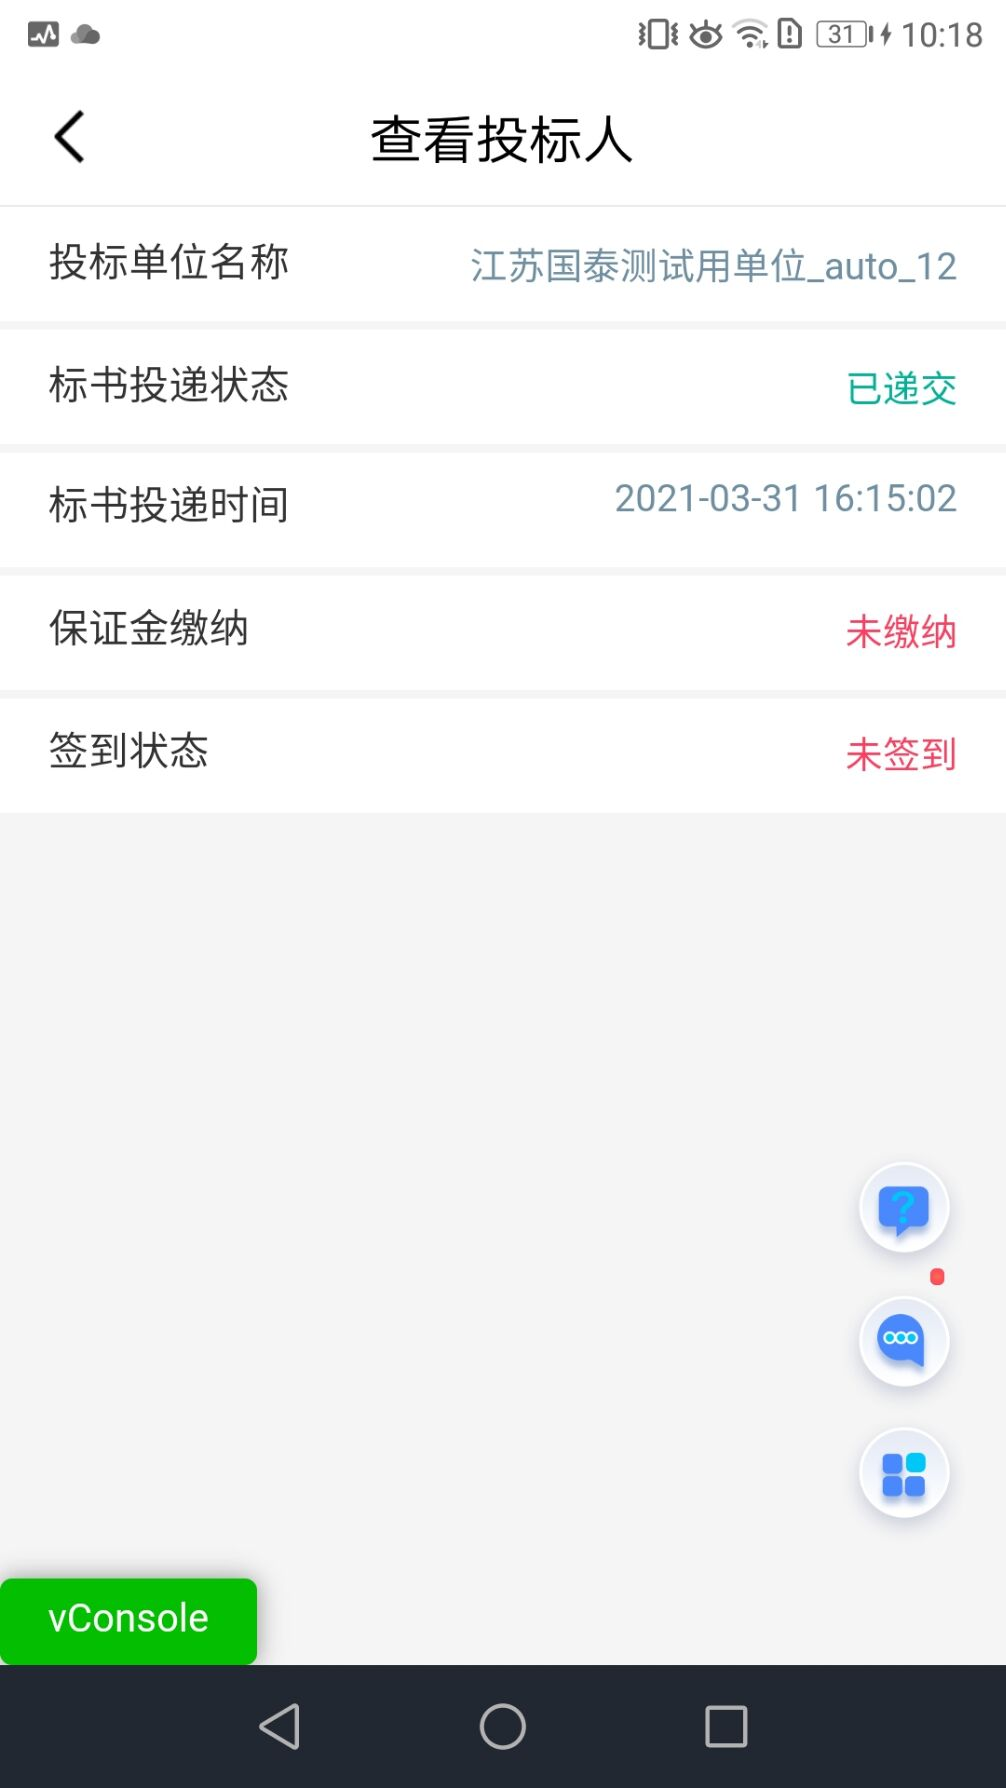 31 10:18
查看投标人
投标单位名称 江苏国泰测试用单位_auto_12
标书投递状态 已递交
标书投递时间 2021-03-31 16:15:02
保证金缴纳 未缴纳
签到状态 未签到
?
vConsole